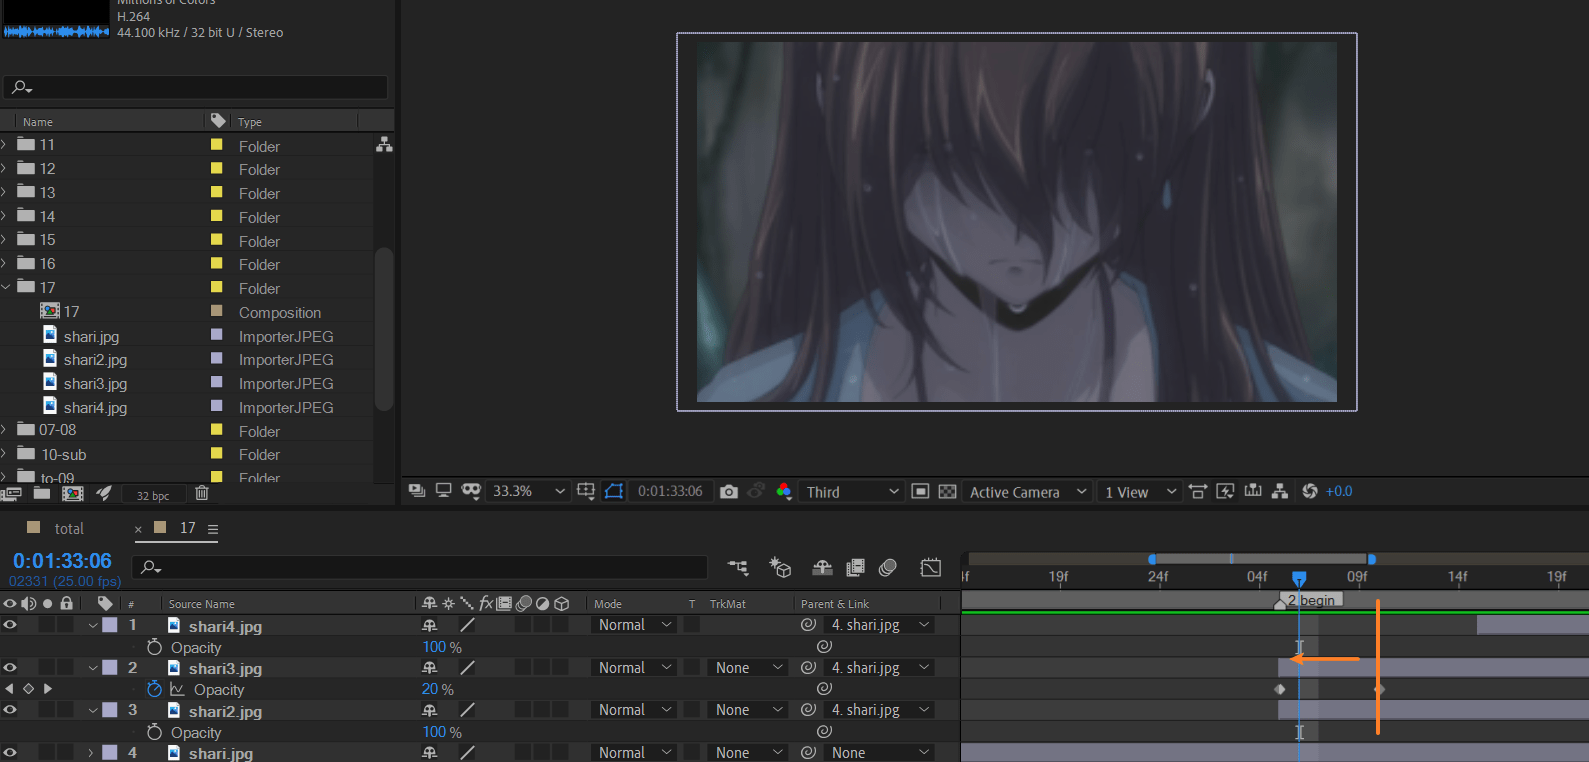 Millions of Colors
H.264
44.100 kHz / 32 bit U / Stereo
Name Type
11 Folder
12 Folder
13 Folder
14 Folder
15 Folder
16 Folder
17 Folder
17 Composition
shari.jpg ImporterJPEG
shari2.jpg ImporterJPEG
shari3.jpg ImporterJPEG
shari4.jpg ImporterJPEG
07-08 Folder
10-sub Folder
to-09 Folder
32 bpc
33.3% 0:01:33:06 Third Active Camera 1 View +0.0
total × 17
0:01:33:06
02331 (25.00 fps)
19f 24f 04f 09f 14f 19f
# Source Name fx Mode T TrkMat Parent & Link
2 begin
1 shari4.jpg Normal 4. shari.jpg
Opacity 100 %
2 shari3.jpg Normal None 4. shari.jpg
Opacity 20 %
3 shari2.jpg Normal None 4. shari.jpg
Opacity 100 %
4 shari.jpg Normal None None